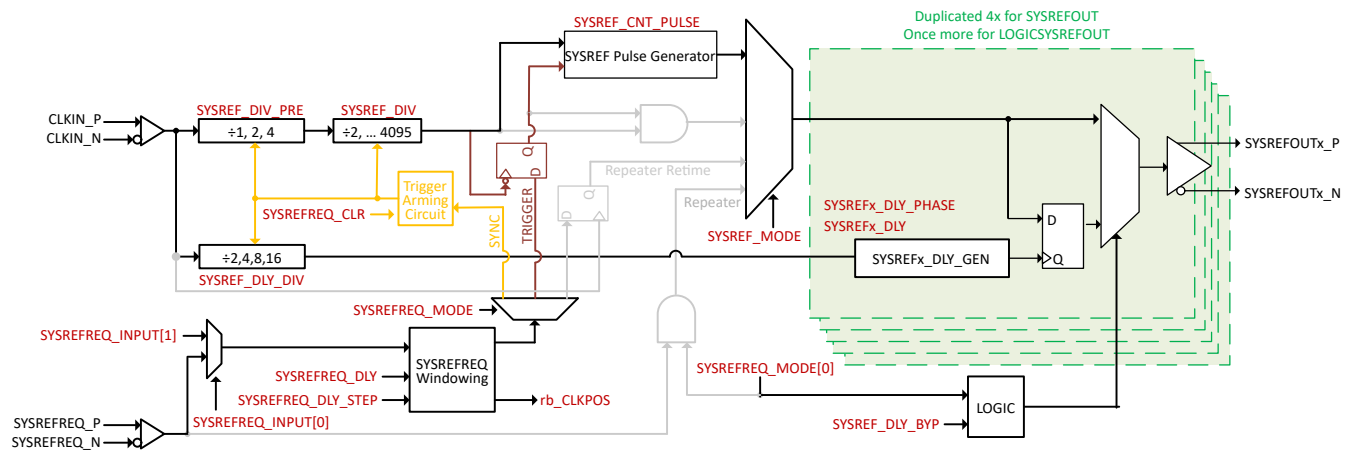 Duplicated 4x for SYSREFOUT
Once more for LOGICSYSREFOUT
SYSREF_CNT_PULSE
SYSREF Pulse Generator
CLKIN_P
CLKIN_N
SYSREF_DIV_PRE
÷1, 2, 4
SYSREF_DIV
÷2, ... 4095
Q
D
TRIGGER
Trigger
Arming
Circuit
SYSREFREQ_CLR
SYNC
Repeater Retime
Q
D
Repeater
SYSREF_MODE
SYSREFx_DLY_PHASE
SYSREFx_DLY
SYSREFx_DLY_GEN
D
Q
SYSREFOUTx_P
SYSREFOUTx_N
÷2,4,8,16
SYSREF_DLY_DIV
SYSREFREQ_MODE
SYSREFREQ_INPUT[1]
SYSREFREQ
Windowing
SYSREFREQ_DLY
SYSREFREQ_DLY_STEP
rb_CLKPOS
SYSREFREQ_INPUT[0]
SYSREFREQ_P
SYSREFREQ_N
SYSREFREQ_MODE[0]
SYSREF_DLY_BYP
LOGIC